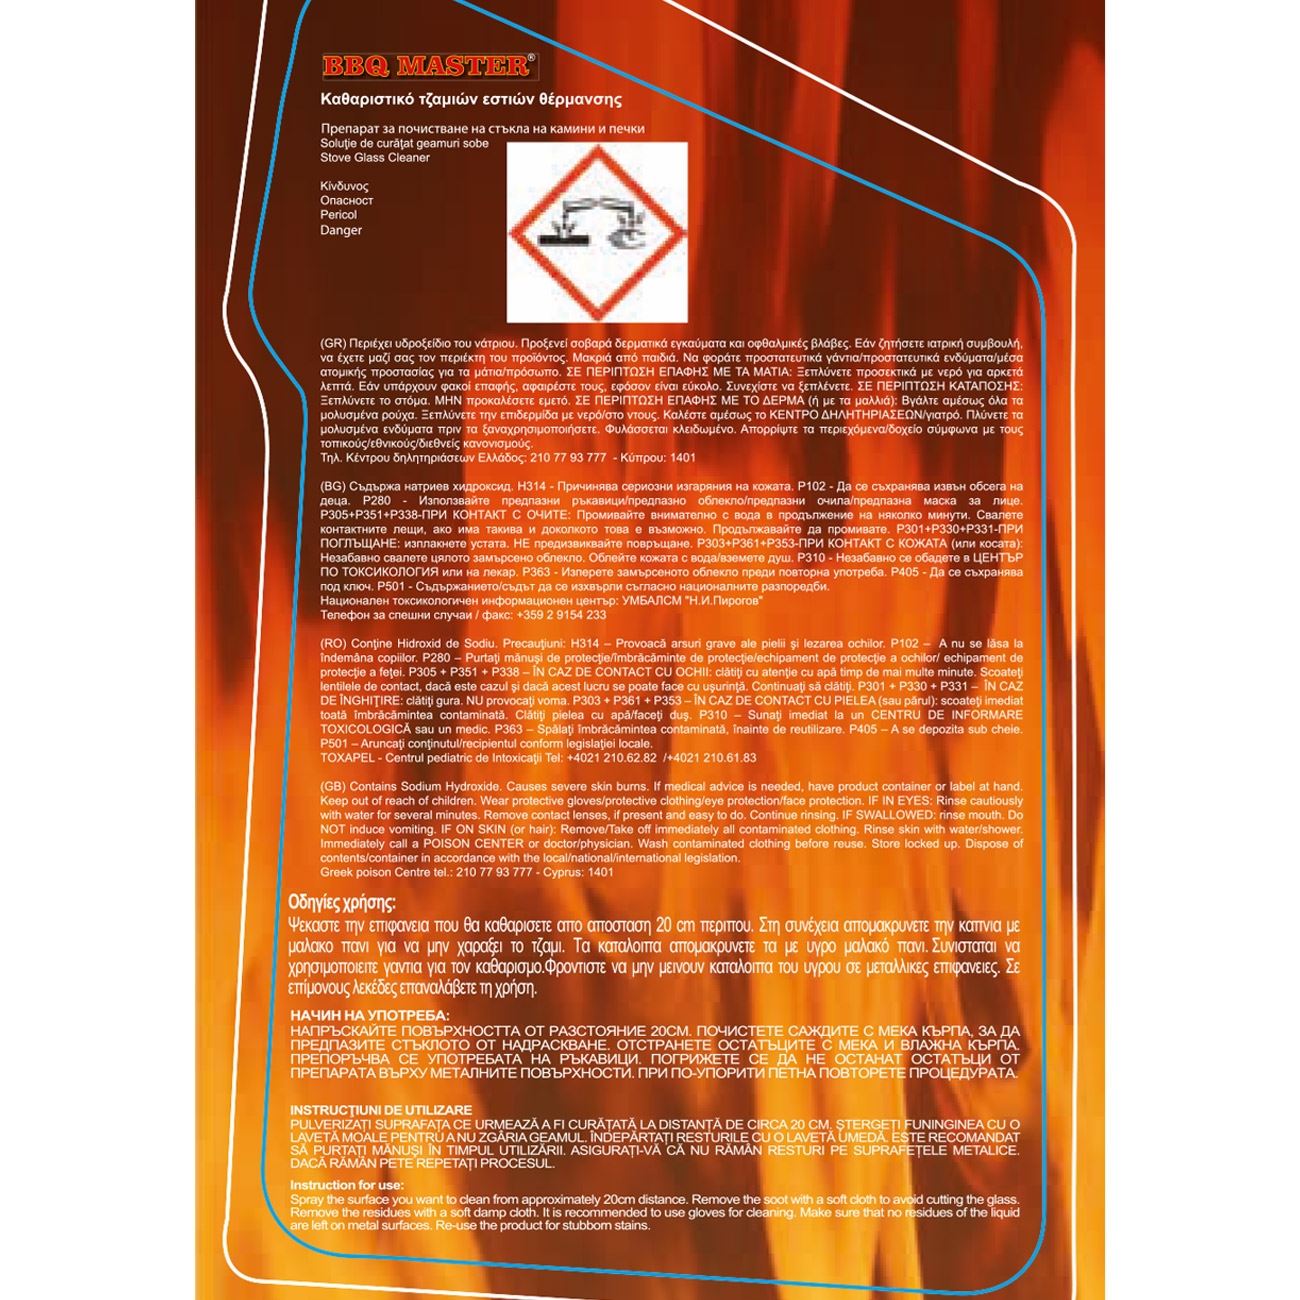 BBQ MASTER®
Καθαριστικό τζαμιών εστιών θέρμανσης
Препарат за почистване на стъкла на камини и печки
Soluţie de curăţat geamuri sobe
Stove Glass Cleaner
Κίνδυνος
Опасност
Pericol
Danger
(GR) Περιέχει υδροξείδιο του νάτριου. Προξενεί σοβαρά δερματικά εγκαύματα και οφθαλμικές βλάβες. Εάν ζητήσετε ιατρική συμβουλή,
να έχετε μαζί σας τον περιέκτη του προϊόντος. Μακριά από παιδιά. Να φοράτε προστατευτικά γάντια/προστατευτικά ενδύματα/μέσα
ατομικής προστασίας για τα μάτια/πρόσωπο. ΣΕ ΠΕΡΙΠΤΩΣΗ ΕΠΑΦΗΣ ΜΕ ΤΑ ΜΑΤΙΑ: Ξεπλύνετε προσεκτικά με νερό για αρκετά
λεπτά. Εάν υπάρχουν φακοί επαφής, αφαιρέστε τους, εφόσον είναι εύκολο. Συνεχίστε να ξεπλένετε. ΣΕ ΠΕΡΙΠΤΩΣΗ ΚΑΤΑΠΟΣΗΣ:
Ξεπλύνετε το στόμα. ΜΗΝ προκαλέσετε εμετό. ΣΕ ΠΕΡΙΠΤΩΣΗ ΕΠΑΦΗΣ ΜΕ ΤΟ ΔΕΡΜΑ (ή με τα μαλλιά): Βγάλτε αμέσως όλα τα
μολυσμένα ρούχα. Ξεπλύνετε την επιδερμίδα με νερό/στο ντους. Καλέστε αμέσως το ΚΕΝΤΡΟ ΔΗΛΗΤΗΡΙΑΣΕΩΝ/γιατρό. Πλύνετε τα
μολυσμένα ενδύματα πριν τα ξαναχρησιμοποιήσετε. Φυλάσσεται κλειδωμένο. Απορρίψτε τα περιεχόμενα/δοχείο σύμφωνα με τους
τοπικούς/εθνικούς/διεθνείς κανονισμούς.
Τηλ. Κέντρου δηλητηριάσεων Ελλάδος: 210 77 93 777 - Κύπρου: 1401
(BG) Съдържа натриев хидроксид. H314 - Причинява сериозни изгаряния на кожата. P102 - Да се съхранява извън обсега на
деца. P280 - Използвайте предпазни ръкавици/предпазно облекло/предпазни очила/предпазна маска за лице.
P305+P351+P338-ПРИ КОНТАКТ С ОЧИТЕ: Промивайте внимателно с вода в продължение на няколко минути. Свалете
контактните лещи, ако има такива и доколкото това е възможно. Продължавайте да промивате. P301+P330+P331-ПРИ
ПОГЛЪЩАНЕ: изплакнете устата. НЕ предизвиквайте повръщане. P303+P361+P353-ПРИ КОНТАКТ С КОЖАТА (или косата):
Незабавно свалете цялото замърсено облекло. Облейте кожата с вода/вземете душ. P310 - Незабавно се обадете в ЦЕНТЪР
ПО ТОКСИКОЛОГИЯ или на лекар. P363 - Изперете замърсеното облекло преди повторна употреба. P405 - Да се съхранява
под ключ. P501 - Съдържанието/съдът да се изхвърли съгласно националните разпоредби.
Национален токсикологичен информационен център: УМБАЛСМ "Н.И.Пирогов"
Телефон за спешни случаи / факс: +359 2 9154 233
(RO) Conţine Hidroxid de Sodiu. Precauţiuni: H314 – Provoacă arsuri grave ale pielii şi lezarea ochilor. P102 – A nu se lăsa la
îndemâna copiilor. P280 – Purtaţi mănuşi de protecţie/îmbrăcăminte de protecţie/echipament de protecţie a ochilor/ echipament de
protecţie a feţei. P305 + P351 + P338 – ÎN CAZ DE CONTACT CU OCHII: clătiţi cu atenţie cu apă timp de mai multe minute. Scoateţi
lentilele de contact, dacă este cazul şi dacă acest lucru se poate face cu uşurinţă. Continuaţi să clătiţi. P301 + P330 + P331 – ÎN CAZ
DE ÎNGHIŢIRE: clătiţi gura. NU provocaţi voma. P303 + P361 + P353 – ÎN CAZ DE CONTACT CU PIELEA (sau părul): scoateţi imediat
toată îmbrăcămintea contaminată. Clătiţi pielea cu apă/faceţi duş. P310 – Sunaţi imediat la un CENTRU DE INFORMARE
TOXICOLOGICĂ sau un medic. P363 – Spălaţi îmbrăcămintea contaminată, înainte de reutilizare. P405 – A se depozita sub cheie.
P501 – Aruncaţi conţinutul/recipientul conform legislaţiei locale.
TOXAPEL - Centrul pediatric de Intoxicaţii Tel: +4021 210.62.82 /+4021 210.61.83
(GB) Contains Sodium Hydroxide. Causes severe skin burns. If medical advice is needed, have product container or label at hand.
Keep out of reach of children. Wear protective gloves/protective clothing/eye protection/face protection. IF IN EYES: Rinse cautiously
with water for several minutes. Remove contact lenses, if present and easy to do. Continue rinsing. IF SWALLOWED: rinse mouth. Do
NOT induce vomiting. IF ON SKIN (or hair): Remove/Take off immediately all contaminated clothing. Rinse skin with water/shower.
Immediately call a POISON CENTER or doctor/physician. Wash contaminated clothing before reuse. Store locked up. Dispose of
contents/container in accordance with the local/national/international legislation.
Greek poison Centre tel.: 210 77 93 777 - Cyprus: 1401
Οδηγίες χρήσης:
Ψεκαστε την επιφανεια που θα καθαρισετε απο αποσταση 20 cm περιπου. Στη συνέχεια απομακρυνετε την καπνια με
μαλακο πανι για να μην χαραξει το τζαμι. Τα καταλοιπα απομακρυνετε τα με υγρο μαλακό πανι. Συνισταται να
χρησιμοποιειτε γαντια για τον καθαρισμο.Φροντιστε να μην μεινουν καταλοιπα του υγρου σε μεταλλικες επιφανειες. Σε
επίμονους λεκέδες επαναλάβετε τη χρήση.
НАЧИН НА УПОТРЕБА:
НАПРЪСКАЙТЕ ПОВЪРХНОСТТА ОТ РАЗСТОЯНИЕ 20СМ. ПОЧИСТЕТЕ САЖДИТЕ С МЕКА КЪРПА, ЗА ДА
ПРЕДПАЗИТЕ СТЪКЛОТО ОТ НАДРАСКВАНЕ. ОТСТРАНЕТЕ ОСТАТЪЦИТЕ С МЕКА И ВЛАЖНА КЪРПА.
ПРЕПОРЪЧВА СЕ УПОТРЕБАТА НА РЪКАВИЦИ. ПОГРИЖЕТЕ СЕ ДА НЕ ОСТАНАТ ОСТАТЪЦИ ОТ
ПРЕПАРАТА ВЪРХУ МЕТАЛНИТЕ ПОВЪРХНОСТИ. ПРИ ПО-УПОРИТИ ПЕТНА ПОВТОРЕТЕ ПРОЦЕДУРАТА.
INSTRUCŢIUNI DE UTILIZARE
PULVERIZAŢI SUPRAFAŢA CE URMEAZĂ A FI CURĂŢATĂ LA DISTANŢĂ DE CIRCA 20 CM. ŞTERGEŢI FUNINGINEA CU O
LAVETĂ MOALE PENTRU A NU ZGÂRIA GEAMUL. ÎNDEPĂRTAŢI RESTURILE CU O LAVETĂ UMEDĂ. ESTE RECOMANDAT
SĂ PURTAŢI MĂNUŞI ÎN TIMPUL UTILIZĂRII. ASIGURAŢI-VĂ CĂ NU RĂMÂN RESTURI PE SUPRAFEŢELE METALICE.
DACĂ RĂMÂN PETE REPETAŢI PROCESUL.
Instruction for use:
Spray the surface you want to clean from approximately 20cm distance. Remove the soot with a soft cloth to avoid cutting the glass.
Remove the residues with a soft damp cloth. It is recommended to use gloves for cleaning. Make sure that no residues of the liquid
are left on metal surfaces. Re-use the product for stubborn stains.